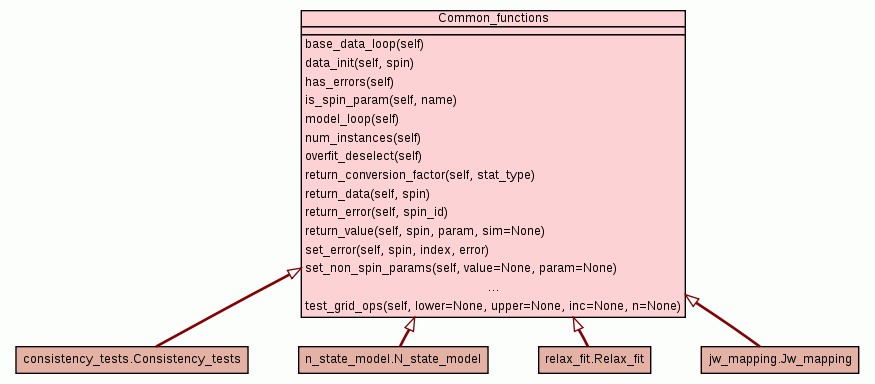 Common_functions
base_data_loop(self)
data_init(self, spin)
has_errors(self)
is_spin_param(self, name)
model_loop(self)
num_instances(self)
overfit_deselect(self)
return_conversion_factor(self, stat_type)
return_data(self, spin)
return_error(self, spin_id)
return_value(self, spin, param, sim=None)
set_error(self, spin, index, error)
set_non_spin_params(self, value=None, param=None)
...
test_grid_ops(self, lower=None, upper=None, inc=None, n=None)
consistency_tests.Consistency_tests
n_state_model.N_state_model
relax_fit.Relax_fit
jw_mapping.Jw_mapping